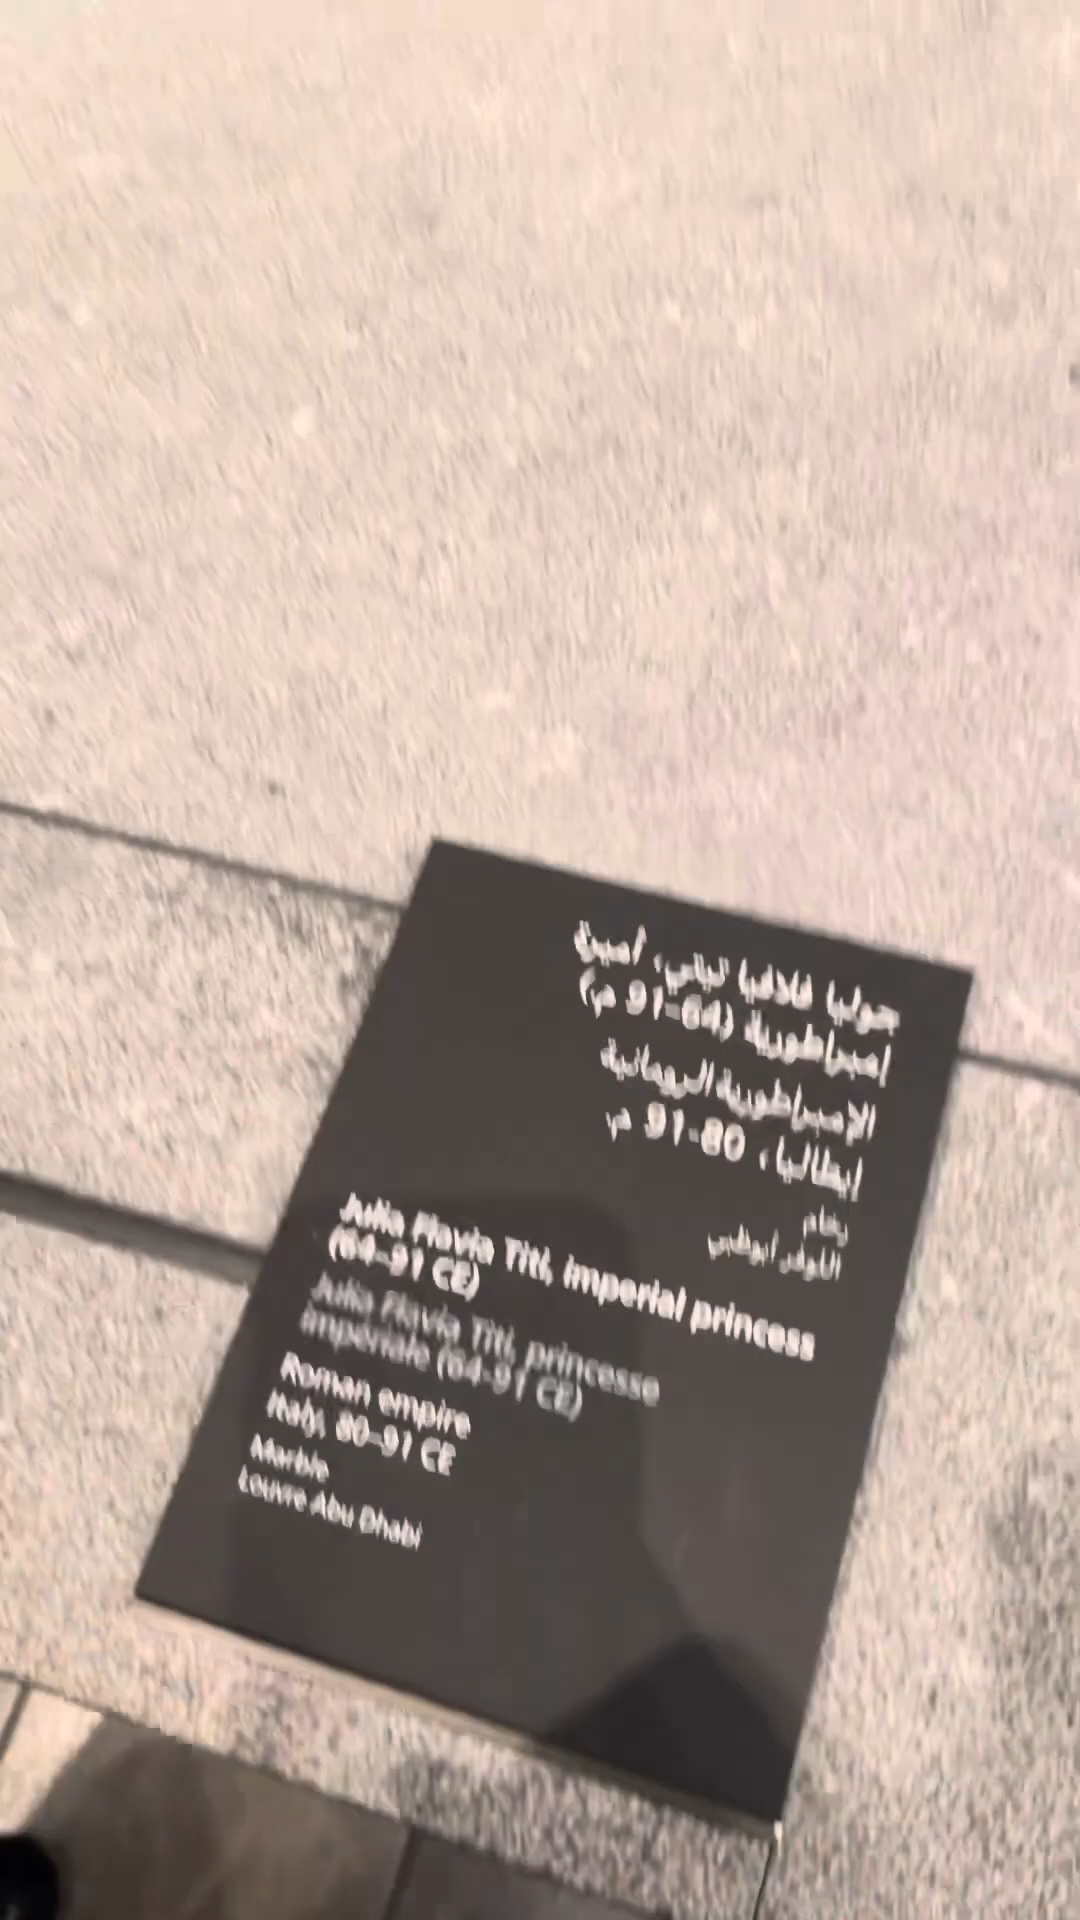 جوليا فلافيا تيتي، أميرة
إمبراطورية (64-91 م)
الإمبراطورية الرومانية
إيطاليا، 80-91 م
رخام
اللوفر أبوظبي
Julia Flavia Titi, imperial princess
(64–91 CE)
Julia Flavia Titi, princesse
impériale (64-91 CE)
Roman empire
Italy, 80–91 CE
Marble
Louvre Abu Dhabi